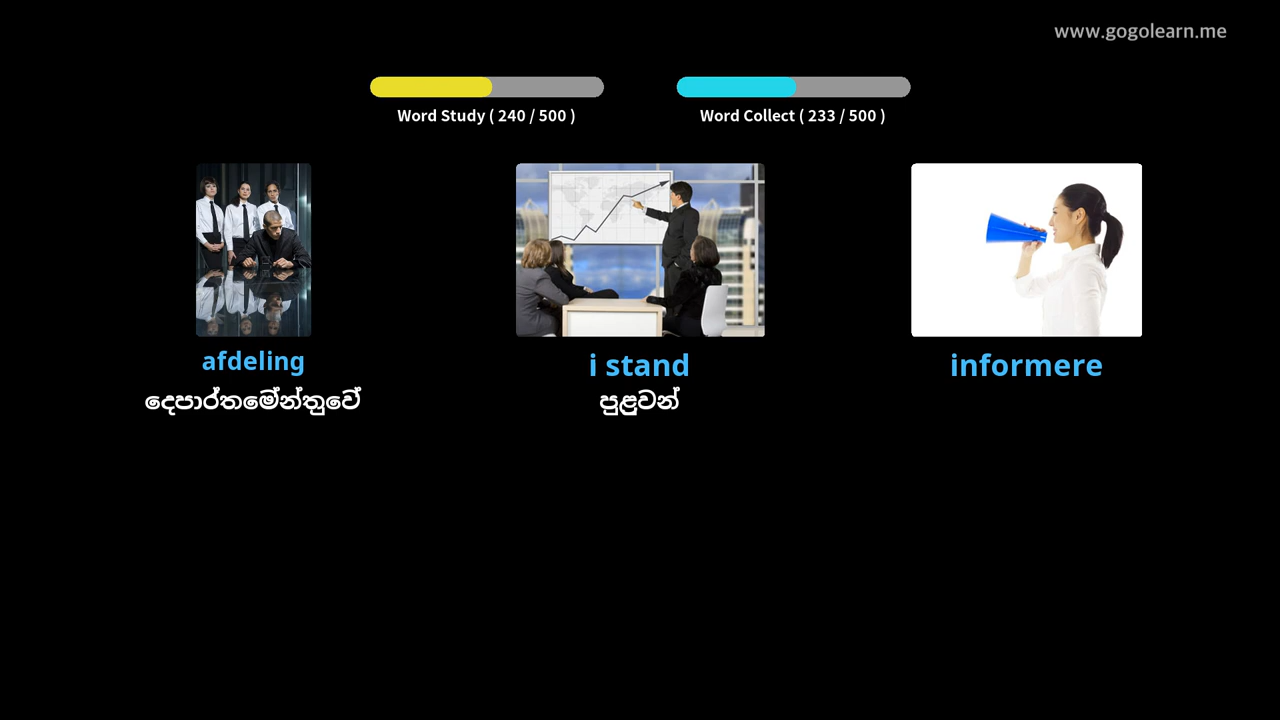 www.gogolearn.me
Word Study ( 240 / 500 )
Word Collect ( 233 / 500 )
afdeling
i stand
informere
දෙපාර්තමේන්තුවේ
පුළුවන්